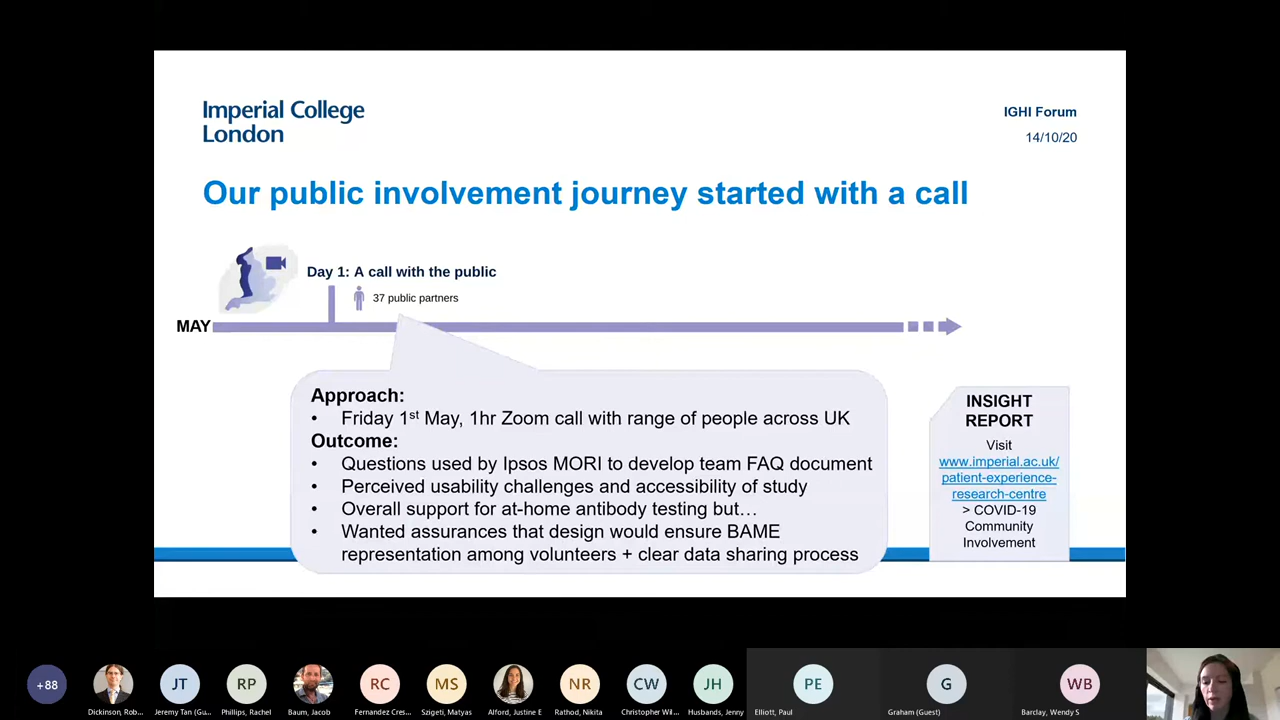 Imperial College
London
IGHI Forum
14/10/20
Our public involvement journey started with a call
Day 1: A call with the public
37 public partners
MAY
Approach:
• Friday 1st May, 1hr Zoom call with range of people across UK
Outcome:
• Questions used by Ipsos MORI to develop team FAQ document
• Perceived usability challenges and accessibility of study
• Overall support for at-home antibody testing but…
• Wanted assurances that design would ensure BAME
representation among volunteers + clear data sharing process
INSIGHT
REPORT
Visit
www.imperial.ac.uk/
patient-experience-
research-centre
> COVID-19
Community
Involvement
+88
JT
RP
RC
MS
NR
CW
JH
PE
G
WB
Dickinson, Rob...
Jeremy Tan (Gu...
Phillips, Rachel
Baum, Jacob
Fernandez Cres...
Szigeti, Matyas
Alford, Justine E
Rathod, Nikita
Christopher Wil...
Husbands, Jenny
Elliott, Paul
Graham (Guest)
Barclay, Wendy S